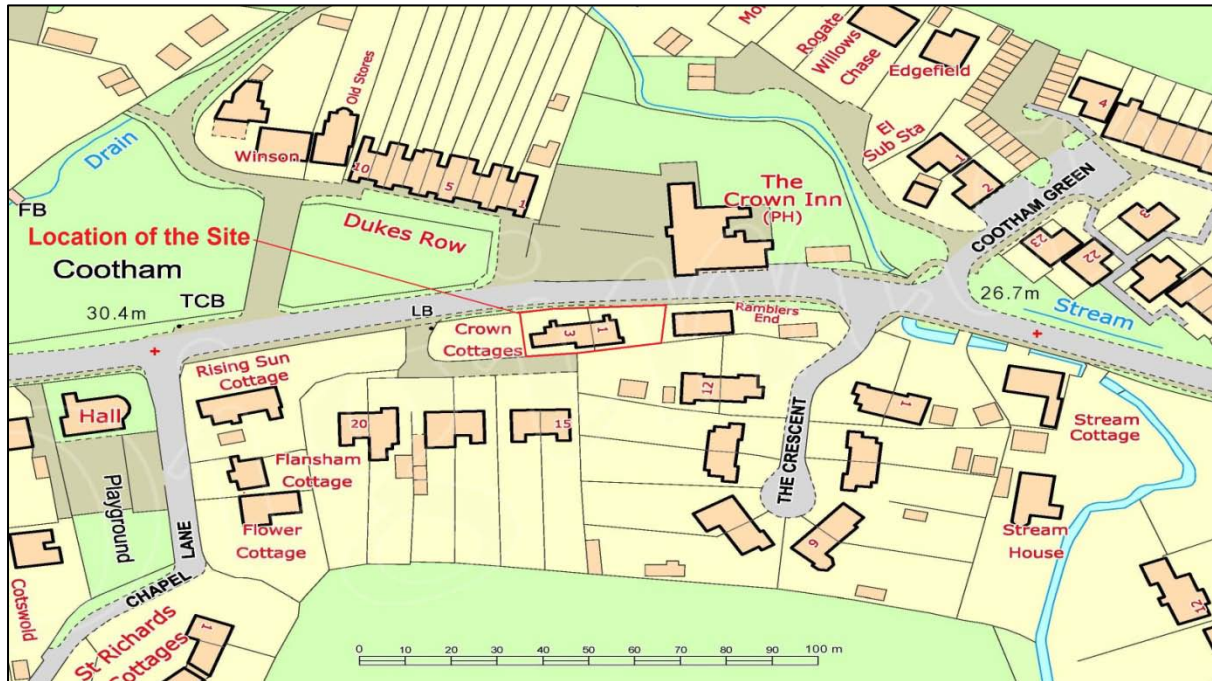 Mo
Rogate
Willows
Chase
Edgefield
4
Old Stores
Drain
Winson
El
Sub Sta
1
2
10
5
1
The
Crown Inn
(PH)
COOTHAM GREEN
3
FB
Dukes Row
Location of the Site
23
22
Cootham
26.7m
30.4m
TCB
LB
Stream
Crown
Cottages
3
1
Ramblers
End
Rising Sun
Cottage
12
1
Hall
20
15
Stream
Cottage
THE CRESCENT
Flansham
Cottage
Playground
Flower
Cottage
6
Stream
House
Cotswold
CHAPEL LANE
12
St Richards
Cottages
1
0 10 20 30 40 50 60 70 80 90 100 m